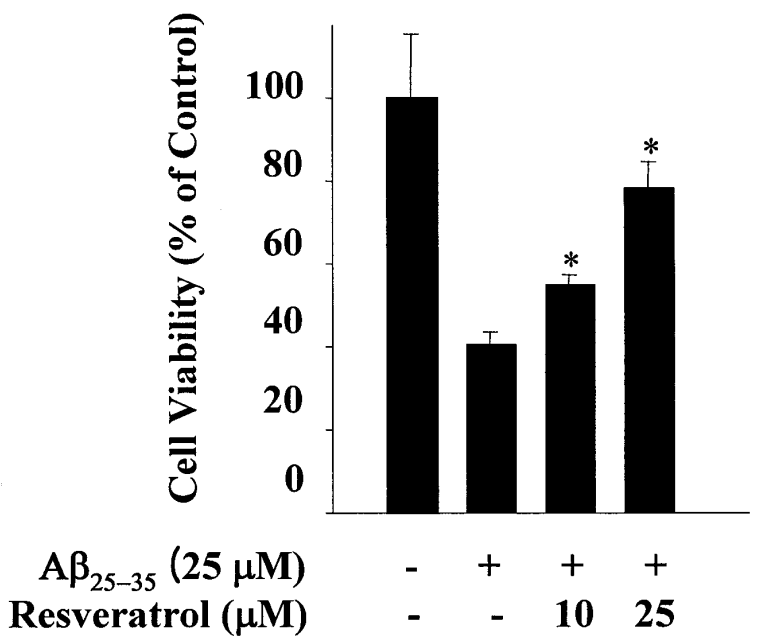 Cell Viability (% of Control)
100
80
60
40
20
0
*
*
Aβ25–35 (25 μM) - + + +
Resveratrol (μM) - - 10 25